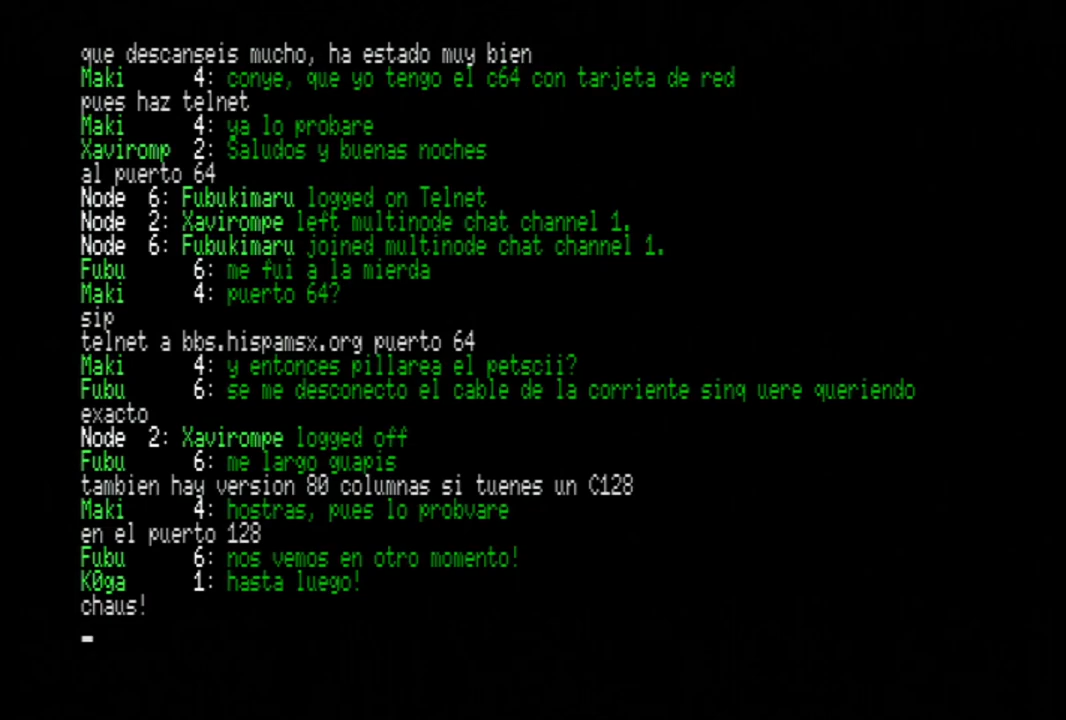 que descanseis mucho, ha estado muy bien
Maki 4: conye, que yo tengo el c64 con tarjeta de red
pues haz telnet
Maki 4: ya lo probare
Xaviromp 2: Saludos y buenas noches
al puerto 64
Node 6: Fubukimaru logged on Telnet
Node 2: Xavirompe left multinode chat channel 1.
Node 6: Fubukimaru joined multinode chat channel 1.
Fubu 6: me fui a la mierda
Maki 4: puerto 64?
sip
telnet a bbs.hispamsx.org puerto 64
Maki 4: y entonces pillarea el petscii?
Fubu 6: se me desconecto el cable de la corriente sinq uere queriendo
exacto
Node 2: Xavirompe logged off
Fubu 6: me largo guapis
tambien hay version 80 columnas si tuenes un C128
Maki 4: hostras, pues lo probvare
en el puerto 128
Fubu 6: nos vemos en otro momento!
K0ga 1: hasta luego!
chaus!